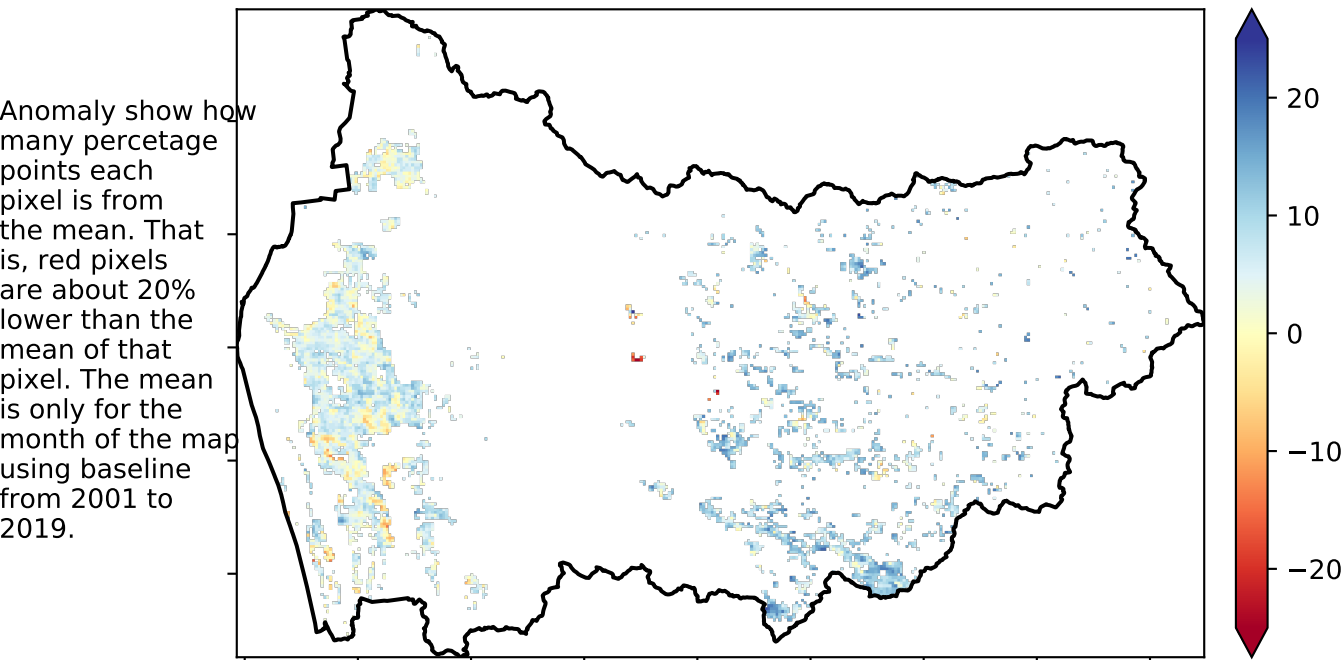 Anomaly show how
many percetage
points each
pixel is from
the mean. That
is, red pixels
are about 20%
lower than the
mean of that
pixel. The mean
is only for the
month of the map
using baseline
from 2001 to
2019.
20
10
0
−10
−20